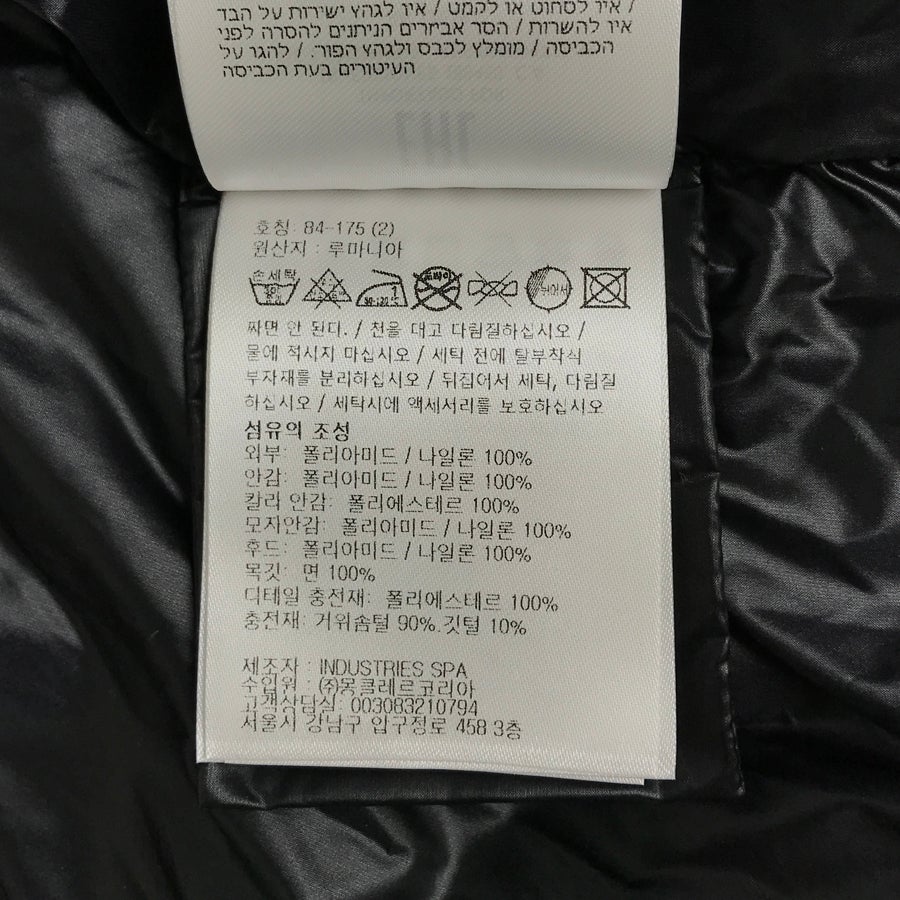 / אין לסחוט או לקמט / אין לגהץ ישירות על הבד
אין להשרות / הסר אבזרים הניתנים להסרה לפני
הכביסה / מומלץ לכבס ולגהץ הפוך. / להגן על
העיטורים בעת הכביסה
호칭: 84-175 (2)
원산지 : 루마니아
손세탁
짜면 안 된다. / 천을 대고 다림질하십시오 /
물에 적시지 마십시오 / 세탁 전에 탈부착식
부자재를 분리하십시오 / 뒤집어서 세탁, 다림질
하십시오 / 세탁시에 액세서리를 보호하십시오
섬유의 조성
외부: 폴리아미드 / 나일론 100%
안감: 폴리아미드 / 나일론 100%
칼라 안감: 폴리에스테르 100%
모자안감: 폴리아미드 / 나일론 100%
후드: 폴리아미드 / 나일론 100%
목깃: 면 100%
디테일 충전재: 폴리에스테르 100%
충전재: 거위솜털 90%.깃털 10%
제조자 : INDUSTRIES SPA
수입원 : ㈜몽클레르코리아
고객상담실: 003083210794
서울시 강남구 압구정로 458 3층